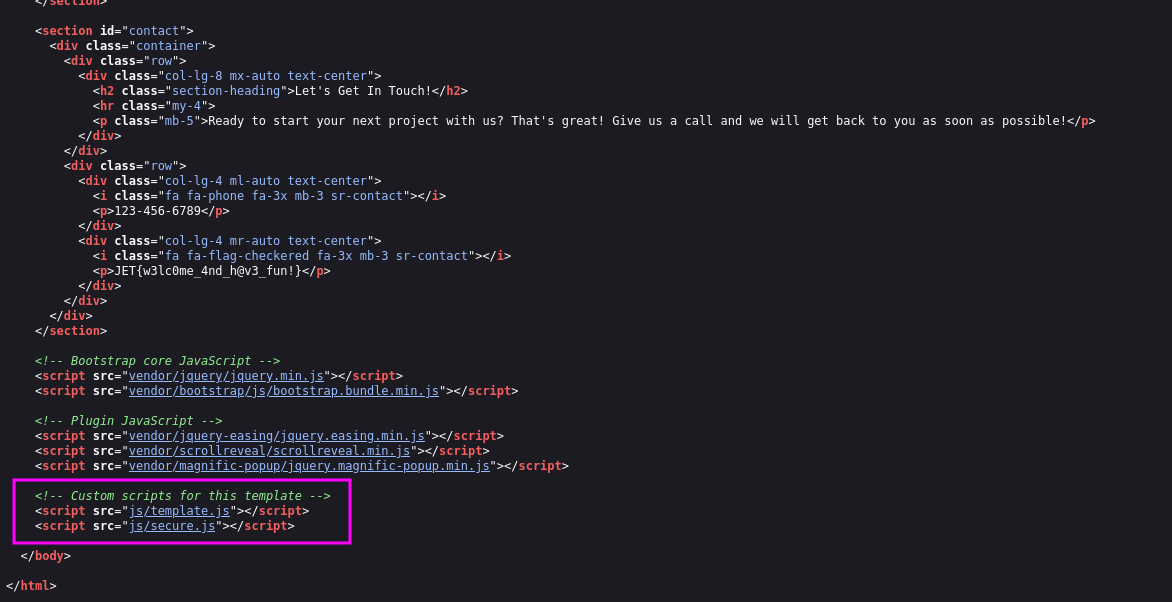 </section>
<section id="contact">
<div class="container">
<div class="row">
<div class="col-lg-8 mx-auto text-center">
<h2 class="section-heading">Let's Get In Touch!</h2>
<hr class="my-4">
<p class="mb-5">Ready to start your next project with us? That's great! Give us a call and we will get back to you as soon as possible!</p>
</div>
</div>
<div class="row">
<div class="col-lg-4 ml-auto text-center">
<i class="fa fa-phone fa-3x mb-3 sr-contact"></i>
<p>123-456-6789</p>
</div>
<div class="col-lg-4 mr-auto text-center">
<i class="fa fa-flag-checkered fa-3x mb-3 sr-contact"></i>
<p>JET{w3lc0me_4nd_h@v3_fun!}</p>
</div>
</div>
</div>
</section>
<!-- Bootstrap core JavaScript -->
<script src="vendor/jquery/jquery.min.js"></script>
<script src="vendor/bootstrap/js/bootstrap.bundle.min.js"></script>
<!-- Plugin JavaScript -->
<script src="vendor/jquery-easing/jquery.easing.min.js"></script>
<script src="vendor/scrollreveal/scrollreveal.min.js"></script>
<script src="vendor/magnific-popup/jquery.magnific-popup.min.js"></script>
<!-- Custom scripts for this template -->
<script src="js/template.js"></script>
<script src="js/secure.js"></script>
</body>
</html>